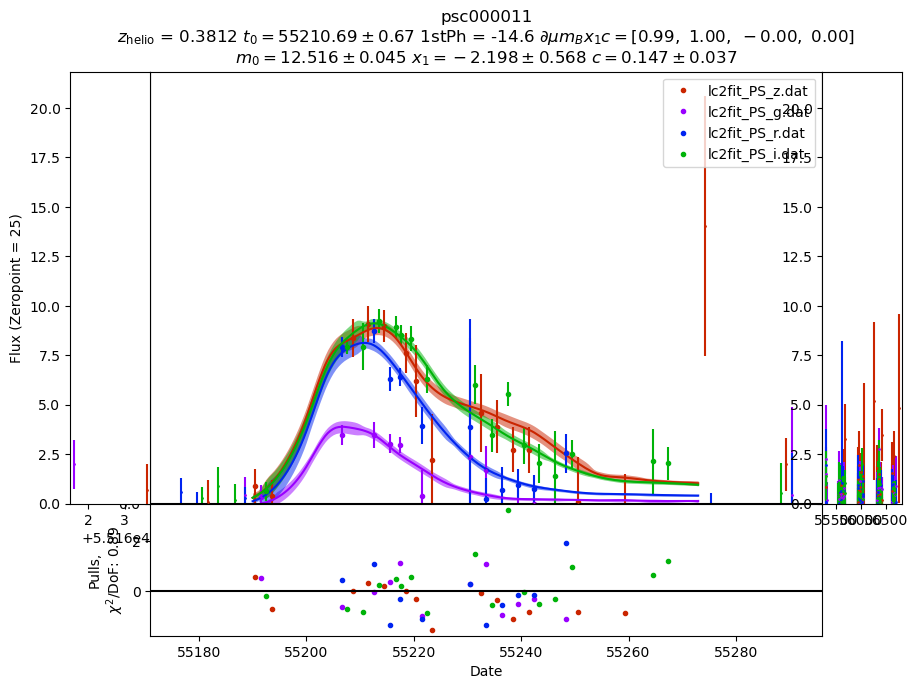 psc000011
z_helio = 0.3812 t_0 = 55210.69 ± 0.67 1stPh = -14.6 ∂μm_Bx_1c = [0.99, 1.00, −0.00, 0.00]
m_0 = 12.516 ± 0.045 x_1 = −2.198 ± 0.568 c = 0.147 ± 0.037
lc2fit_PS_z.dat
lc2fit_PS_g.dat
lc2fit_PS_r.dat
lc2fit_PS_i.dat
Flux (Zeropoint = 25)
20.0
17.5
15.0
12.5
10.0
7.5
5.0
2.5
0.0
20.0
17.5
15.0
12.5
10.0
7.5
5.0
2.5
0.0
2 3
+5.516e4
Pulls,
χ²/DoF: 0.89
2
0
55180 55200 55220 55240 55260 55280
Date